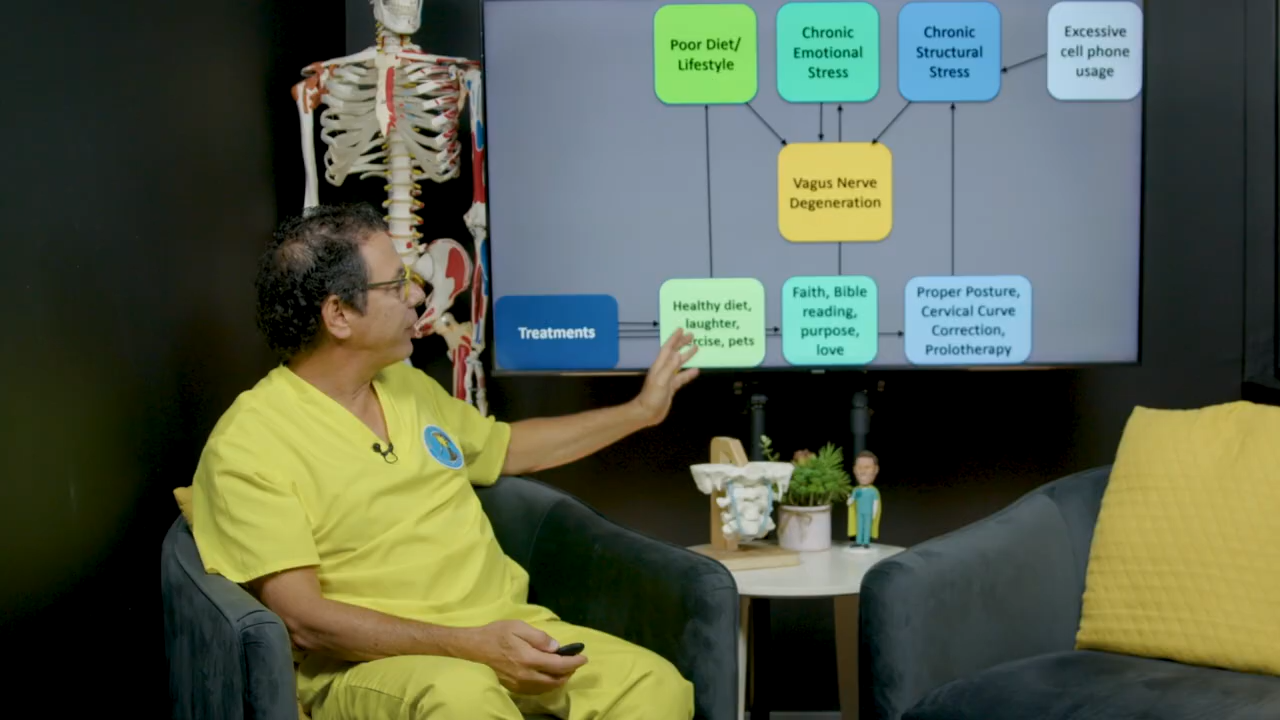 Poor Diet/
Lifestyle
Chronic
Emotional
Stress
Chronic
Structural
Stress
Excessive
cell phone
usage
Vagus Nerve
Degeneration
Treatments
Healthy diet,
laughter,
rcise, pets
Faith, Bible
reading,
purpose,
love
Proper Posture,
Cervical Curve
Correction,
Prolotherapy